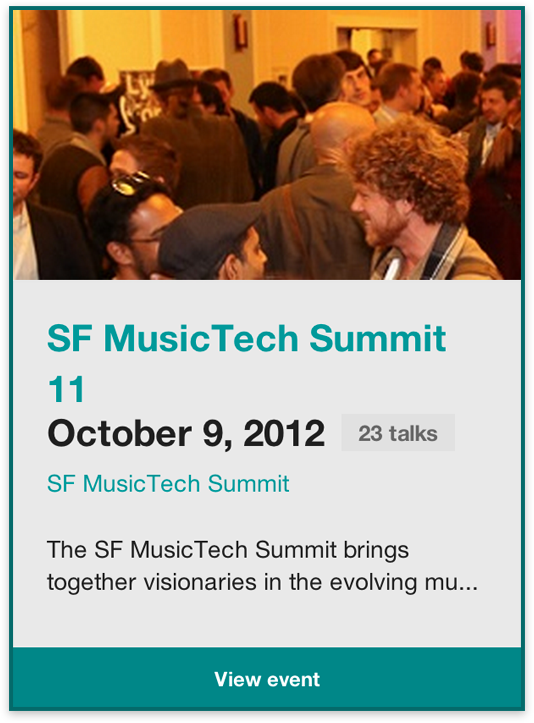 SF MusicTech Summit
11
October 9, 2012 23 talks
SF MusicTech Summit
The SF MusicTech Summit brings
together visionaries in the evolving mu...
View event